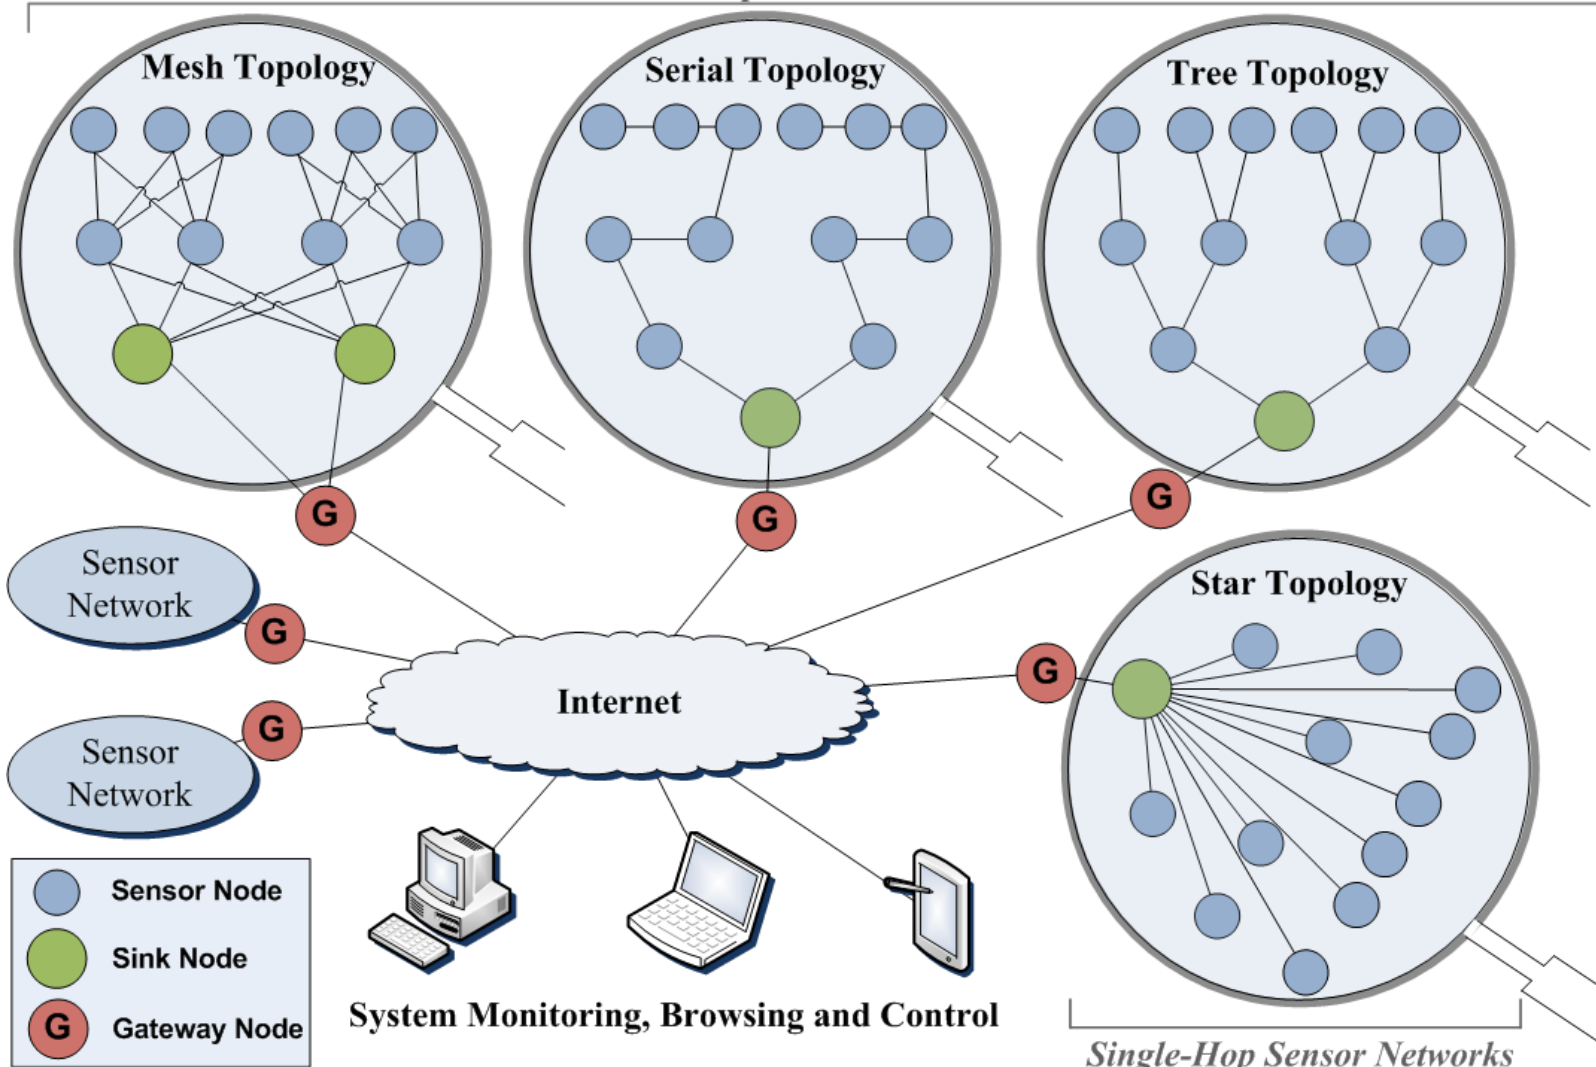 Mesh Topology
Serial Topology
Tree Topology
G
G
G
Sensor
Network
G
Star Topology
G
Internet
Sensor
Network
G
Sensor Node
Sink Node
G
Gateway Node
System Monitoring, Browsing and Control
Single-Hop Sensor Networks